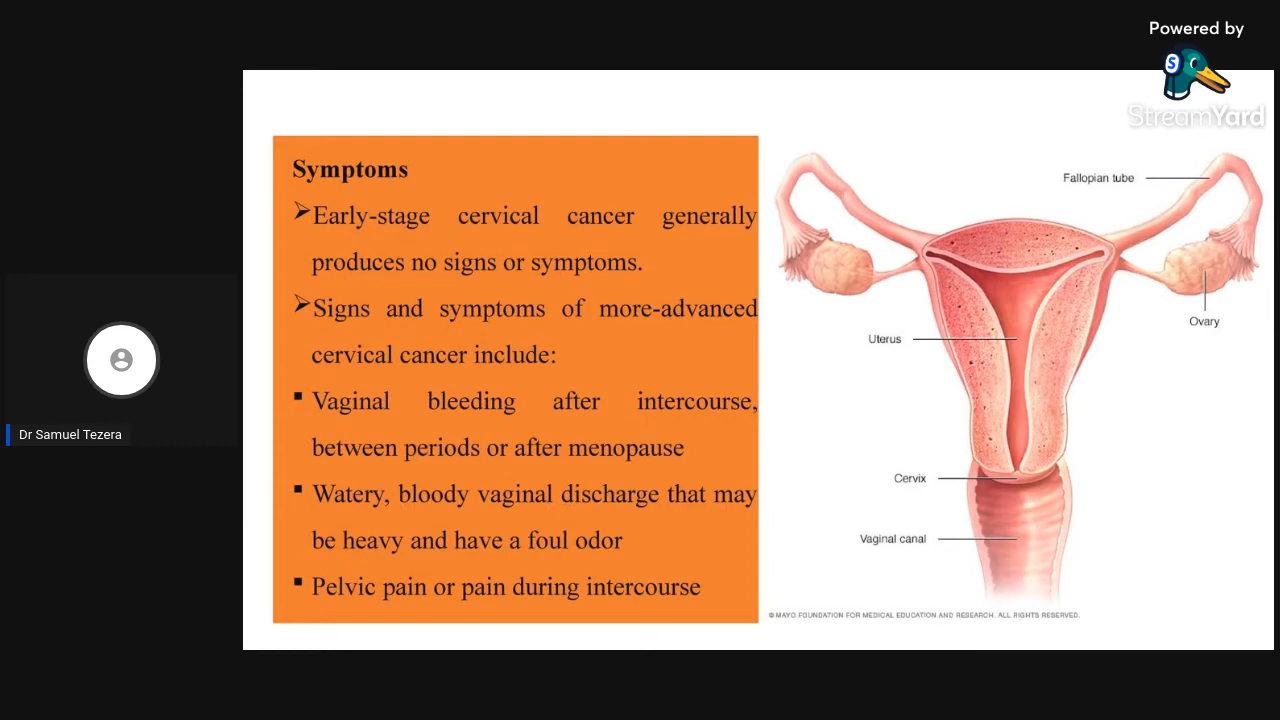 Powered by
StreamYard
Symptoms
➢Early-stage cervical cancer generally
produces no signs or symptoms.
➢Signs and symptoms of more-advanced
cervical cancer include:
▪ Vaginal bleeding after intercourse,
between periods or after menopause
▪ Watery, bloody vaginal discharge that may
be heavy and have a foul odor
▪ Pelvic pain or pain during intercourse
Fallopian tube
Ovary
Uterus
Cervix
Vaginal canal
© MAYO FOUNDATION FOR MEDICAL EDUCATION AND RESEARCH. ALL RIGHTS RESERVED.
Dr Samuel Tezera